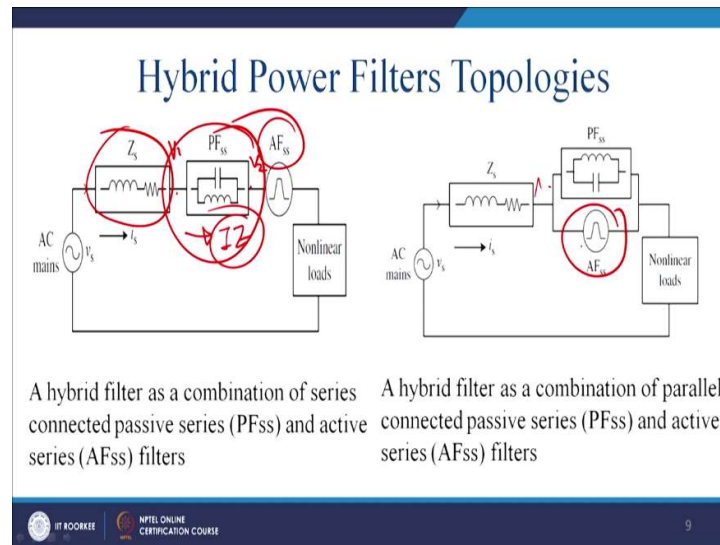 Hybrid Power Filters Topologies
Zs
V1
PFss
V2
AFss
IZ
AC
mains
vs
is
Nonlinear
loads
PFss
Zs
AFss
AC
mains
vs
is
Nonlinear
loads
A hybrid filter as a combination of series
connected passive series (PFss) and active
series (AFss) filters
A hybrid filter as a combination of parallel
connected passive series (PFss) and active
series (AFss) filters
IIT ROORKEE
NPTEL ONLINE
CERTIFICATION COURSE
9